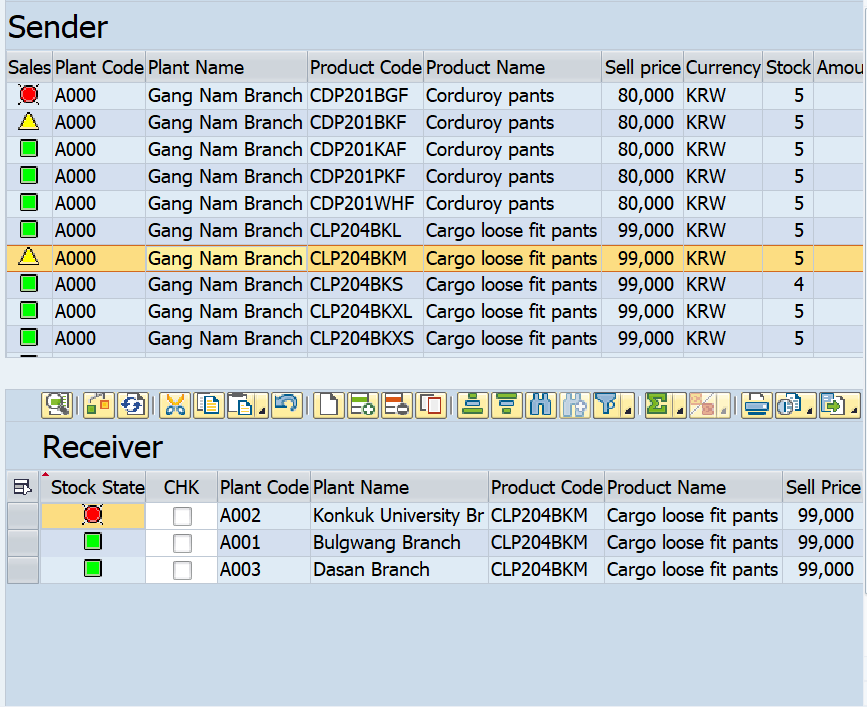 Sender
Sales Plant Code Plant Name Product Code Product Name Sell price Currency Stock Amou
A000 Gang Nam Branch CDP201BGF Corduroy pants 80,000 KRW 5
A000 Gang Nam Branch CDP201BKF Corduroy pants 80,000 KRW 5
A000 Gang Nam Branch CDP201KAF Corduroy pants 80,000 KRW 5
A000 Gang Nam Branch CDP201PKF Corduroy pants 80,000 KRW 5
A000 Gang Nam Branch CDP201WHF Corduroy pants 80,000 KRW 5
A000 Gang Nam Branch CLP204BKL Cargo loose fit pants 99,000 KRW 5
A000 Gang Nam Branch CLP204BKM Cargo loose fit pants 99,000 KRW 5
A000 Gang Nam Branch CLP204BKS Cargo loose fit pants 99,000 KRW 4
A000 Gang Nam Branch CLP204BKXL Cargo loose fit pants 99,000 KRW 5
A000 Gang Nam Branch CLP204BKXS Cargo loose fit pants 99,000 KRW 5
Receiver
Stock State CHK Plant Code Plant Name Product Code Product Name Sell Price
A002 Konkuk University Br CLP204BKM Cargo loose fit pants 99,000
A001 Bulgwang Branch CLP204BKM Cargo loose fit pants 99,000
A003 Dasan Branch CLP204BKM Cargo loose fit pants 99,000